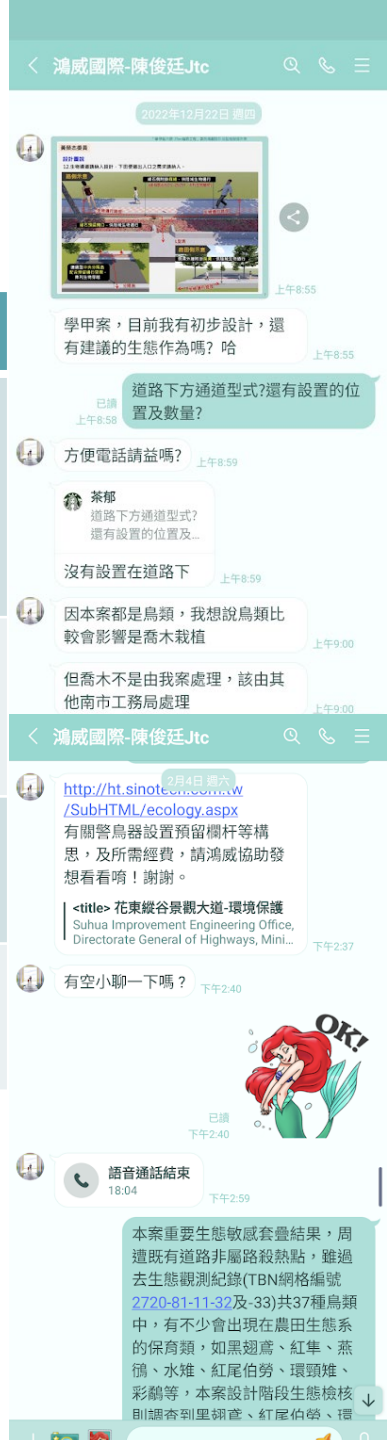 鴻威國際-陳俊廷Jtc
2022年12月22日 週四
設計圖說
上午8:55
學甲案，目前我有初步設計，還
有建議的生態作為嗎? 哈
上午8:55
道路下方通道型式?還有設置的位
置及數量?
已讀
上午8:58
方便電話請益嗎?
上午8:59
茶郁
道路下方通道型式?
還有設置的位置及...
沒有設置在道路下
上午8:59
因本案都是鳥類，我想說鳥類比
較會影響是喬木栽植
上午9:00
但喬木不是由我案處理，該由其
他南市工務局處理
上午9:00
鴻威國際-陳俊廷Jtc
2月4日 週六
http://ht.sinotech.com.tw
/SubHTML/ecology.aspx
有關警鳥器設置預留欄杆等構
思，及所需經費，請鴻威協助發
想看看唷！謝謝。
<title> 花東縱谷景觀大道-環境保護
Suhua Improvement Engineering Office,
Directorate General of Highways, Mini...
下午2:37
有空小聊一下嗎？
下午2:40
OK!
已讀
下午2:40
語音通話結束
18:04
下午2:59
本案重要生態敏感套疊結果，周
遭既有道路非屬路殺熱點，雖過
去生態觀測紀錄(TBN網格編號
2720-81-11-32及-33)共37種鳥類
中，有不少會出現在農田生態系
的保育類，如黑翅鳶、紅隼、燕
鴴、水雉、紅尾伯勞、環頸雉、
彩鷸等，本案設計階段生態檢核
則調查到黑翅鳶、紅尾伯勞、環